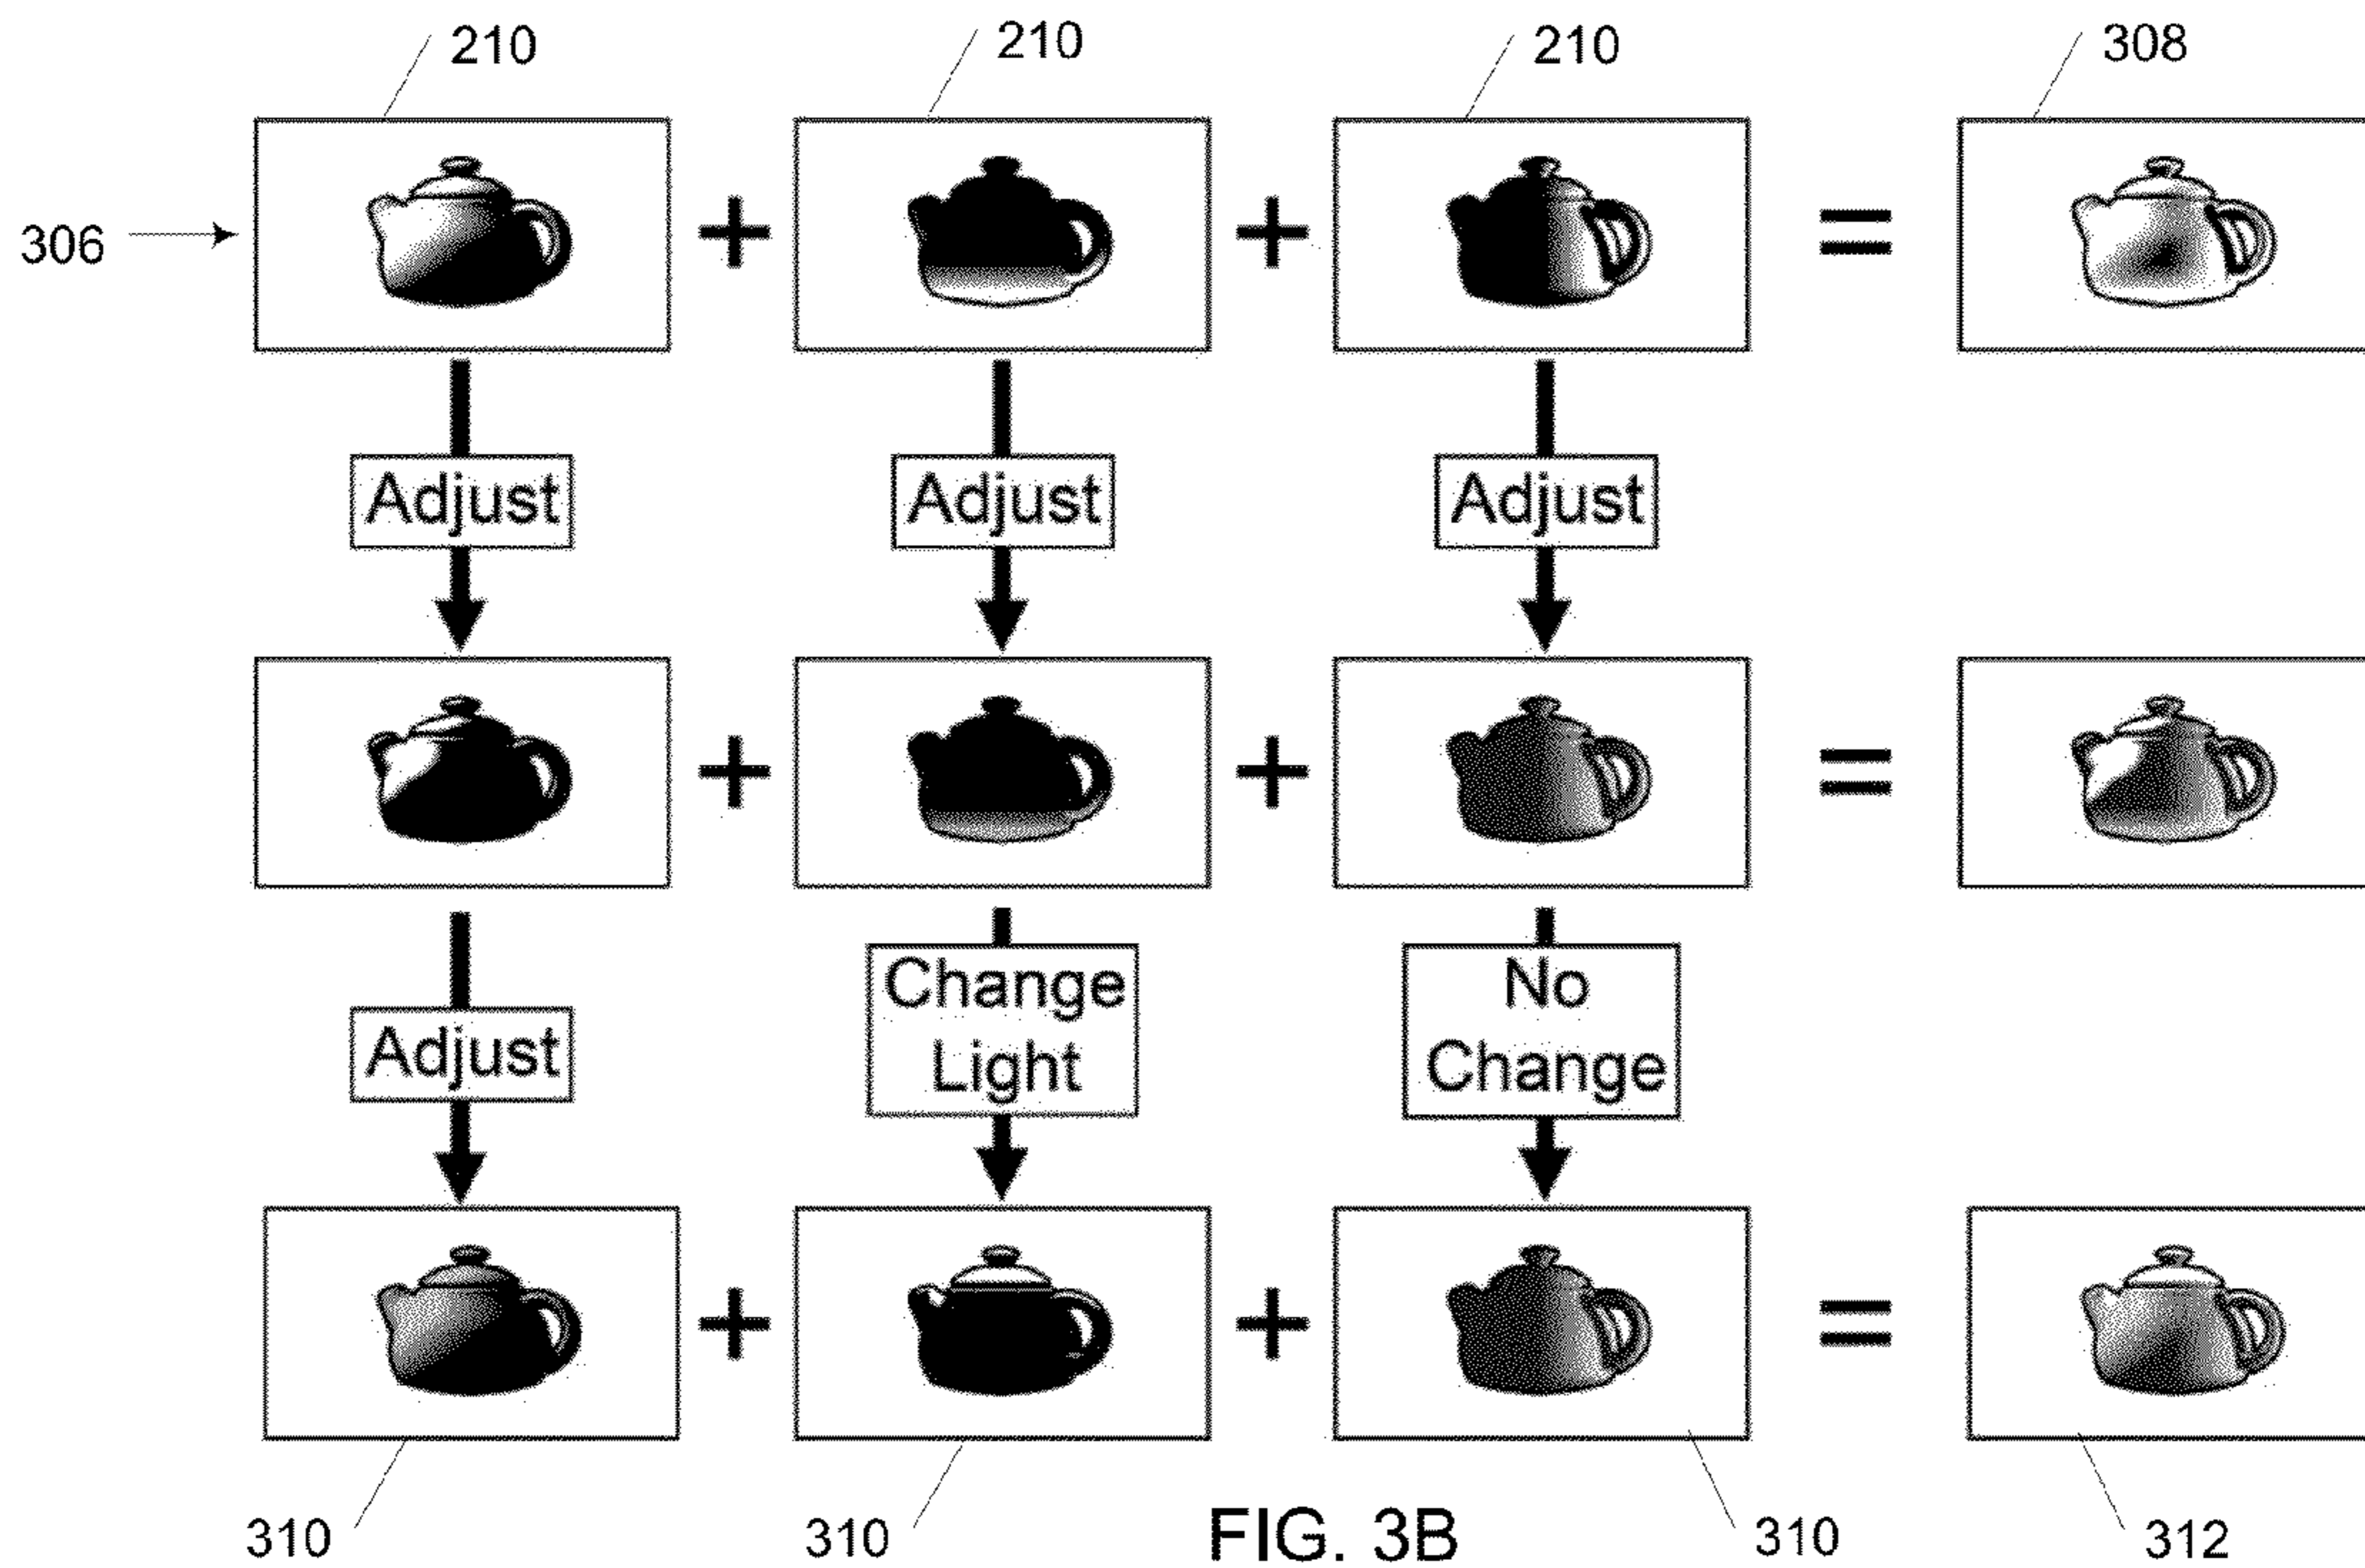 210
210
210
308
306
+
+
=
Adjust
Adjust
Adjust
+
+
=
Adjust
Change
Light
No
Change
+
+
=
310
310
FIG. 3B
310
312